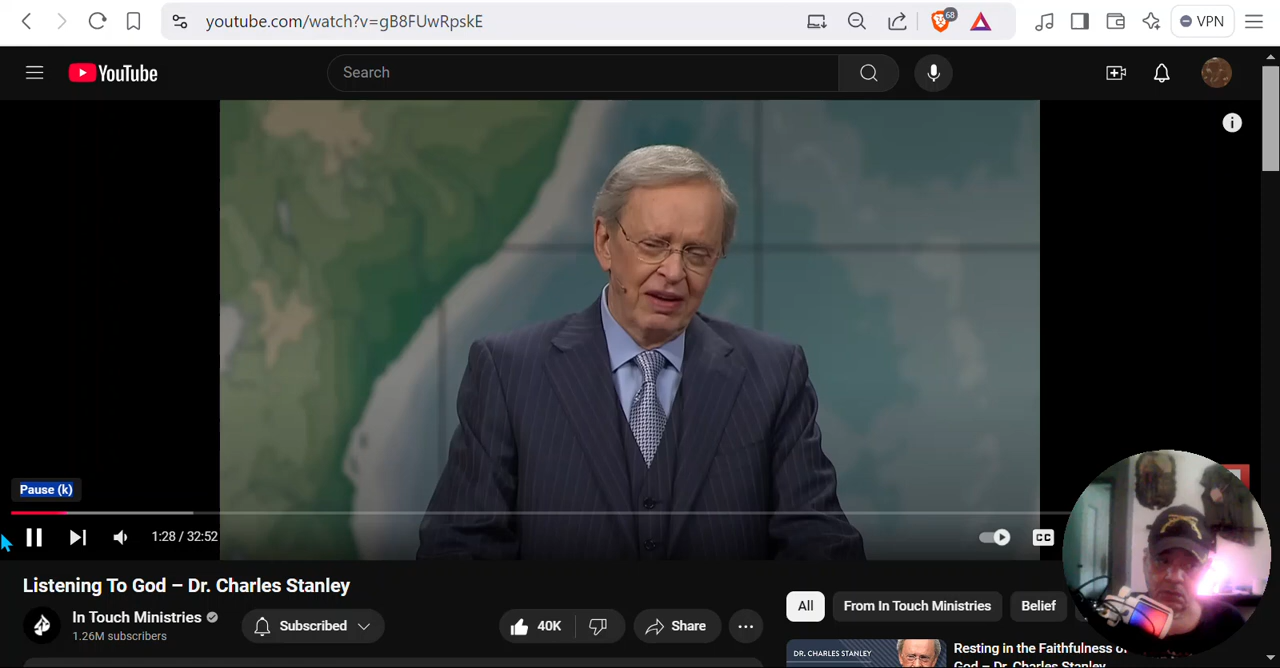 youtube.com/watch?v=gB8FUwRpskE
68
VPN
YouTube
Search
Pause (k)
1:28 / 32:52
CC
Listening To God – Dr. Charles Stanley
In Touch Ministries
1.26M subscribers
Subscribed
40K
Share
All
From In Touch Ministries
Belief
DR. CHARLES STANLEY
Resting in the Faithfulness
God – Dr. Charles Stanley